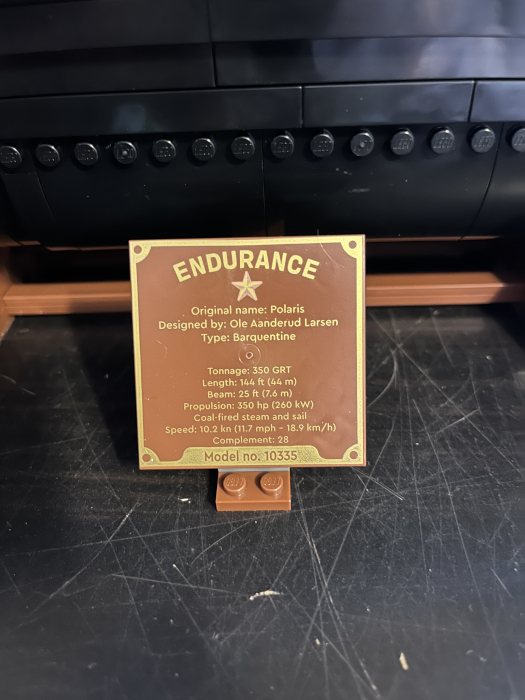 ENDURANCE
Original name: Polaris
Designed by: Ole Aanderud Larsen
Type: Barquentine
Tonnage: 350 GRT
Length: 144 ft (44 m)
Beam: 25 ft (7.6 m)
Propulsion: 350 hp (260 kW)
Coal-fired steam and sail
Speed: 10.2 kn (11.7 mph - 18.9 km/h)
Complement: 28
Model no. 10335